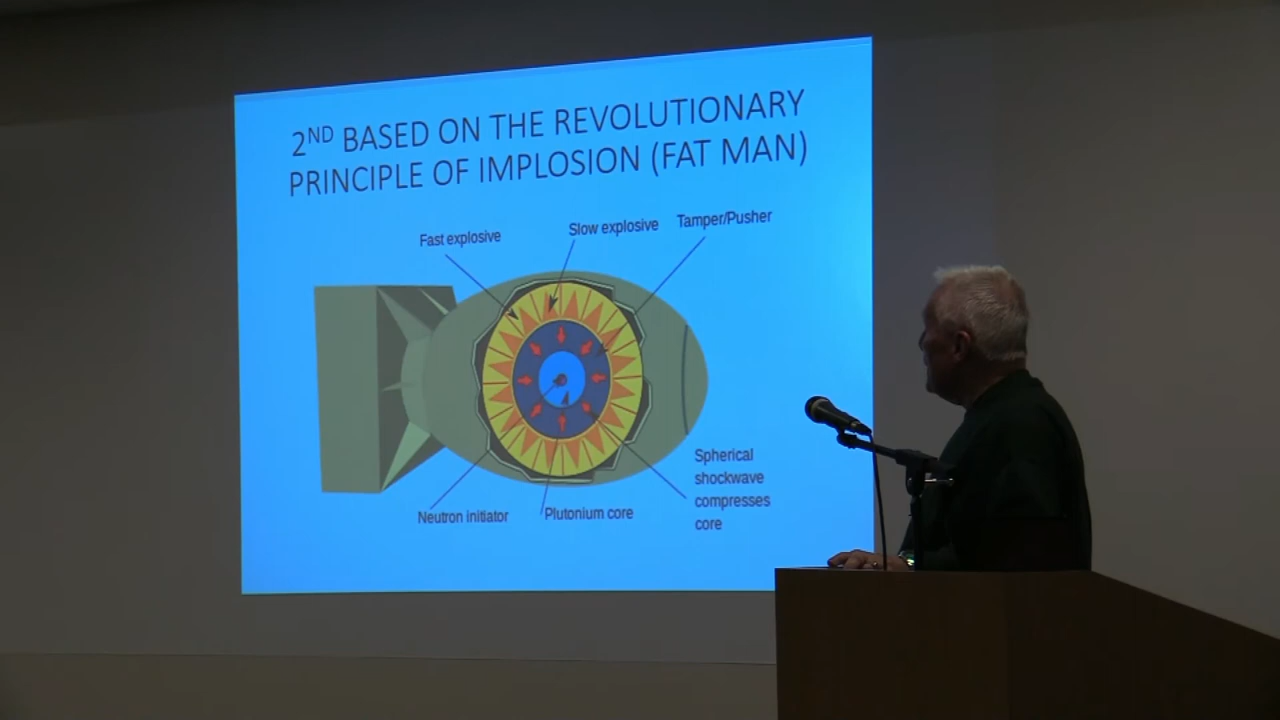 2ND BASED ON THE REVOLUTIONARY
PRINCIPLE OF IMPLOSION (FAT MAN)
Fast explosive
Slow explosive
Tamper/Pusher
Neutron initiator
Plutonium core
Spherical
shockwave
compresses
core